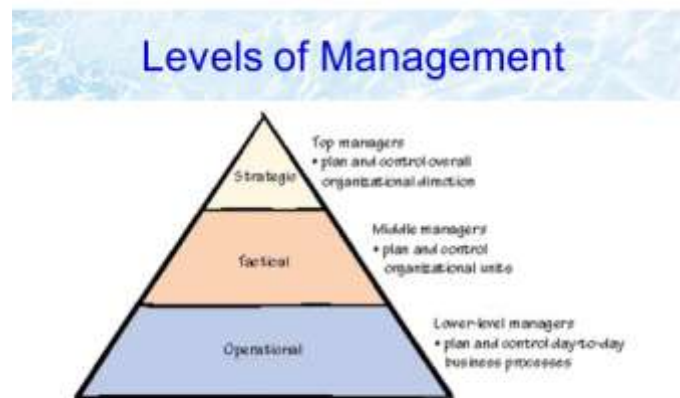 Levels of Management
Top managers
• plan and control overall
organizational direction
Strategic
Middle managers
• plan and control
organizational units
Tactical
Lower-level managers
• plan and control day-to-day
business processes
Operational